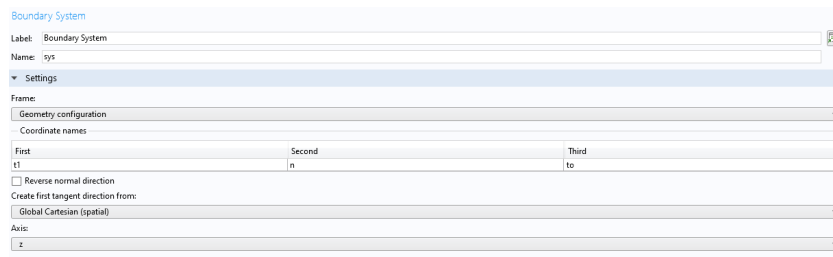 Boundary System
Label: Boundary System
Name: sys
Settings
Frame:
Geometry configuration
Coordinate names
First Second Third
t1 n to
Reverse normal direction
Create first tangent direction from:
Global Cartesian (spatial)
Axis:
z